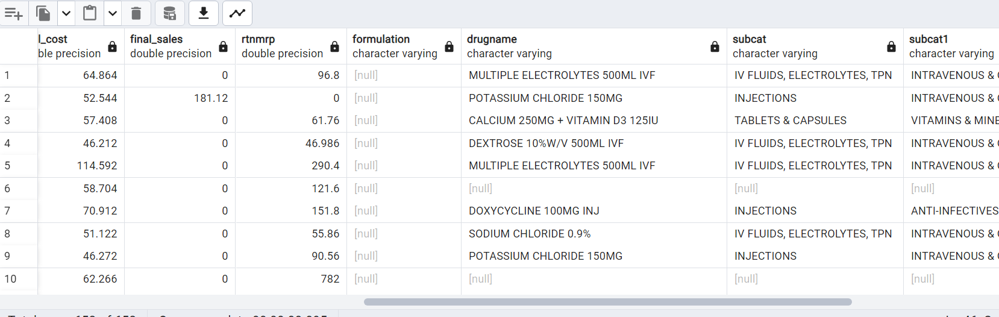 l_cost final_sales rtnmrp formulation drugname subcat subcat1
ble precision double precision double precision character varying character varying character varying character varying
1 64.864 0 96.8 [null] MULTIPLE ELECTROLYTES 500ML IVF IV FLUIDS, ELECTROLYTES, TPN INTRAVENOUS &
2 52.544 181.12 0 [null] POTASSIUM CHLORIDE 150MG INJECTIONS INTRAVENOUS &
3 57.408 0 61.76 [null] CALCIUM 250MG + VITAMIN D3 125IU TABLETS & CAPSULES VITAMINS & MINE
4 46.212 0 46.986 [null] DEXTROSE 10%W/V 500ML IVF IV FLUIDS, ELECTROLYTES, TPN INTRAVENOUS &
5 114.592 0 290.4 [null] MULTIPLE ELECTROLYTES 500ML IVF IV FLUIDS, ELECTROLYTES, TPN INTRAVENOUS &
6 58.704 0 121.6 [null] [null] [null] [null]
7 70.912 0 151.8 [null] DOXYCYCLINE 100MG INJ INJECTIONS ANTI-INFECTIVES
8 51.122 0 55.86 [null] SODIUM CHLORIDE 0.9% IV FLUIDS, ELECTROLYTES, TPN INTRAVENOUS &
9 46.272 0 90.56 [null] POTASSIUM CHLORIDE 150MG INJECTIONS INTRAVENOUS &
10 62.266 0 782 [null] [null] [null] [null]